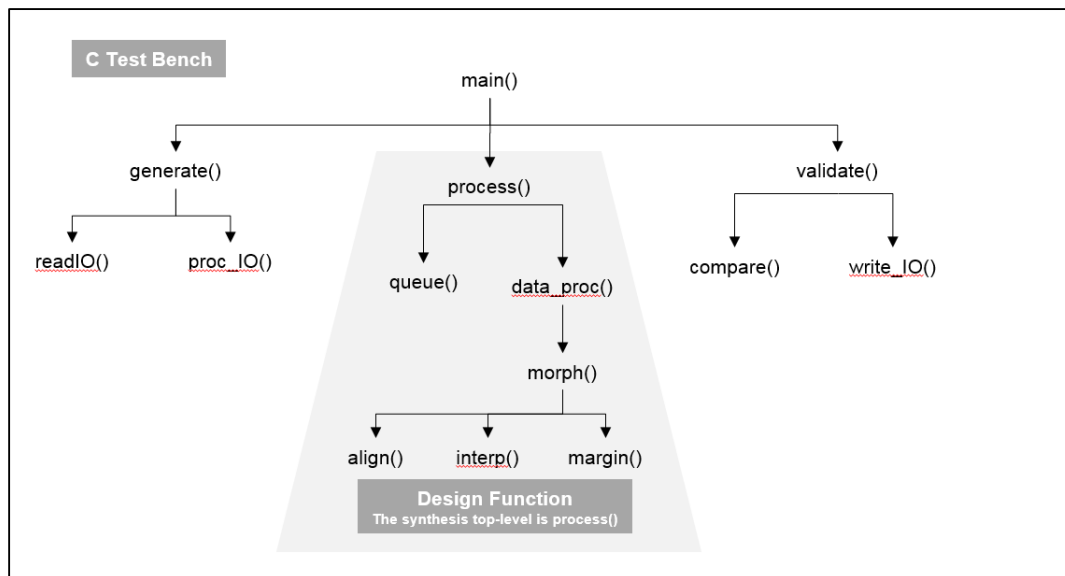 C Test Bench
main()
generate()
process()
validate()
readIO()
proc_IO()
queue()
data_proc()
compare()
write_IO()
morph()
align()
interp()
margin()
Design Function
The synthesis top-level is process()